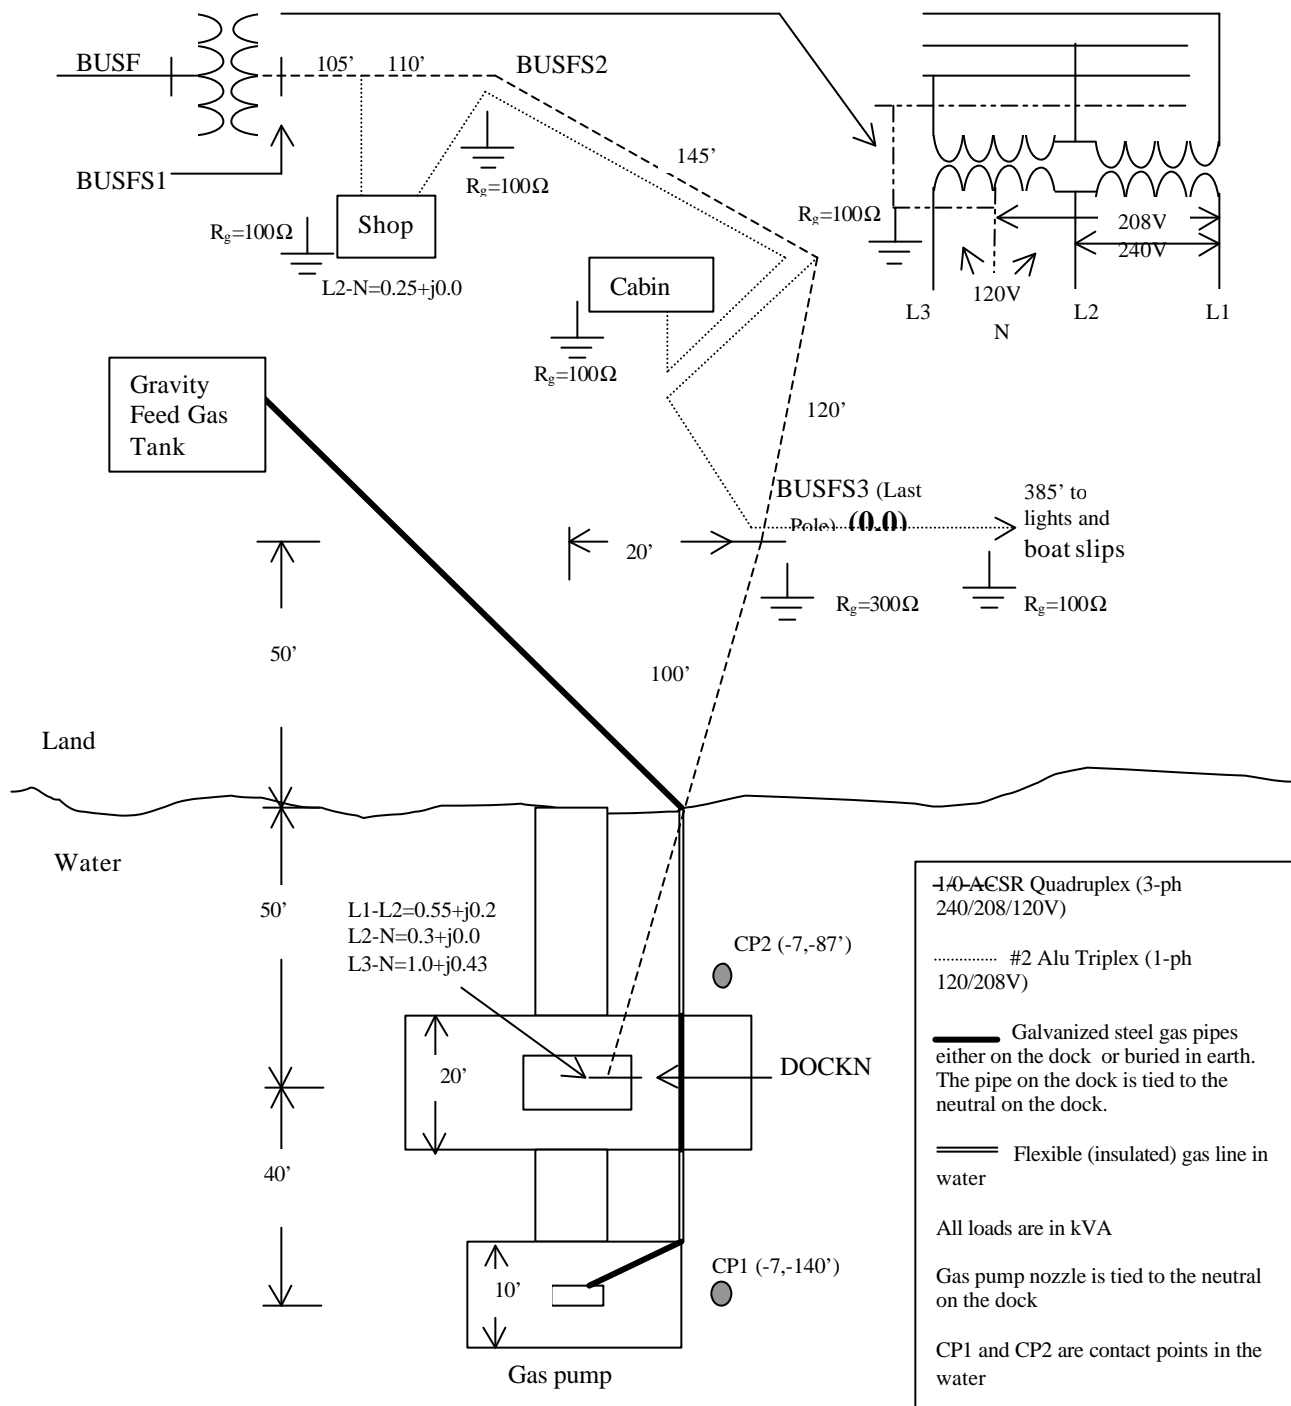 BUSF
105’
110’
BUSFS2
BUSFS1
145’
Rg=100Ω
Rg=100Ω
Shop
L2-N=0.25+j0.0
Rg=100Ω
208V
240V
120V
L3
N
L2
L1
Cabin
Rg=100Ω
Gravity
Feed Gas
Tank
120’
BUSFS3 (Last
Pole) (0,0)
385’ to
lights and
boat slips
20’
Rg=300Ω
Rg=100Ω
50’
100’
Land
Water
50’
L1-L2=0.55+j0.2
L2-N=0.3+j0.0
L3-N=1.0+j0.43
CP2 (-7,-87’)
20’
DOCKN
40’
CP1 (-7,-140’)
10’
Gas pump
1/0 ACSR Quadruplex (3-ph
240/208/120V)
#2 Alu Triplex (1-ph
120/208V)
Galvanized steel gas pipes
either on the dock or buried in earth.
The pipe on the dock is tied to the
neutral on the dock.
Flexible (insulated) gas line in
water
All loads are in kVA
Gas pump nozzle is tied to the neutral
on the dock
CP1 and CP2 are contact points in the
water